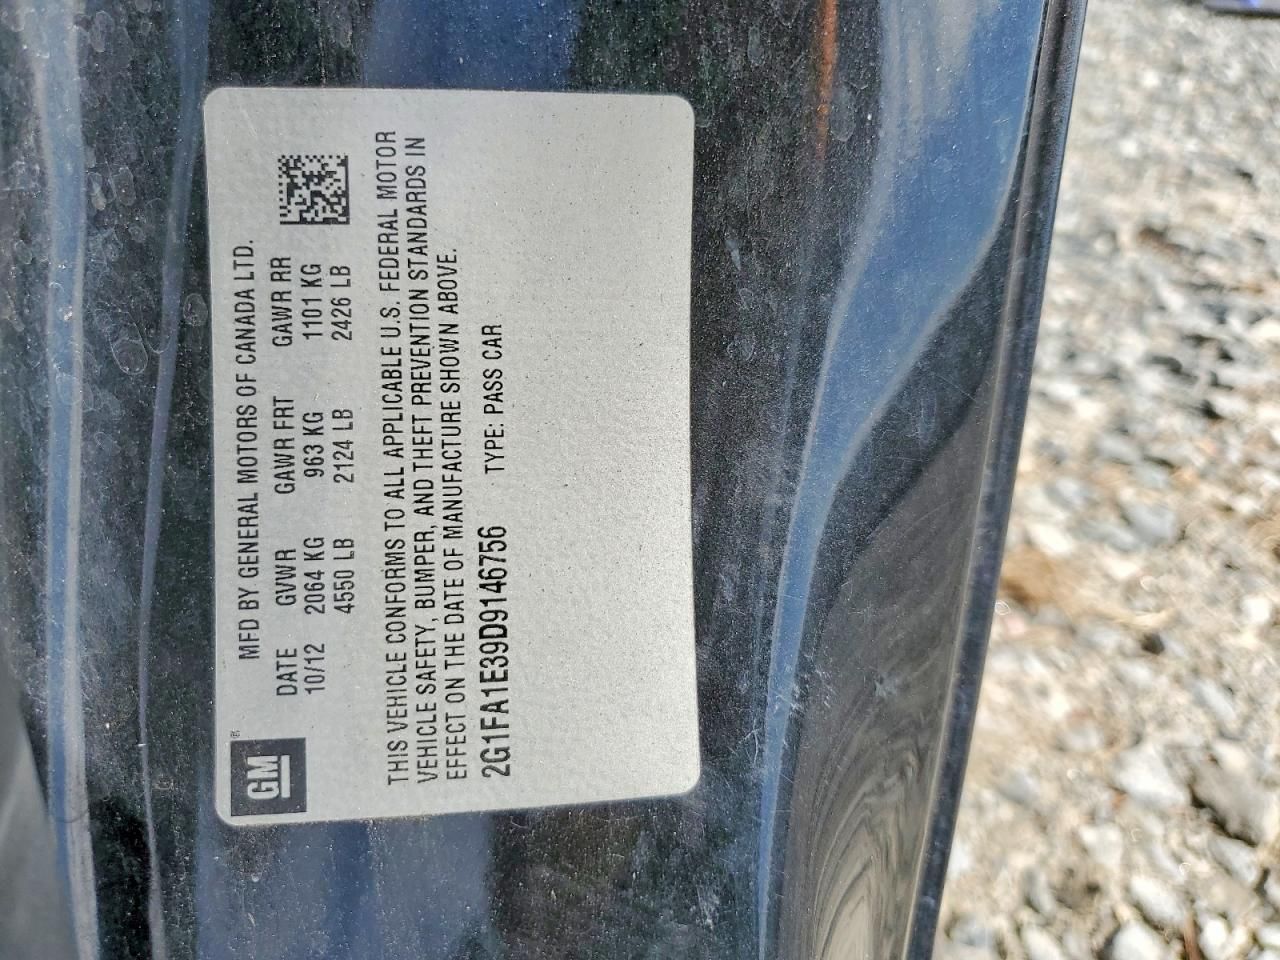 GM®
MFD BY GENERAL MOTORS OF CANADA LTD.
DATE GVWR GAWR FRT GAWR RR
10/12 2064 KG 963 KG 1101 KG
4550 LB 2124 LB 2426 LB
THIS VEHICLE CONFORMS TO ALL APPLICABLE U.S. FEDERAL MOTOR
VEHICLE SAFETY, BUMPER, AND THEFT PREVENTION STANDARDS IN
EFFECT ON THE DATE OF MANUFACTURE SHOWN ABOVE.
2G1FA1E39D9146756 TYPE: PASS CAR